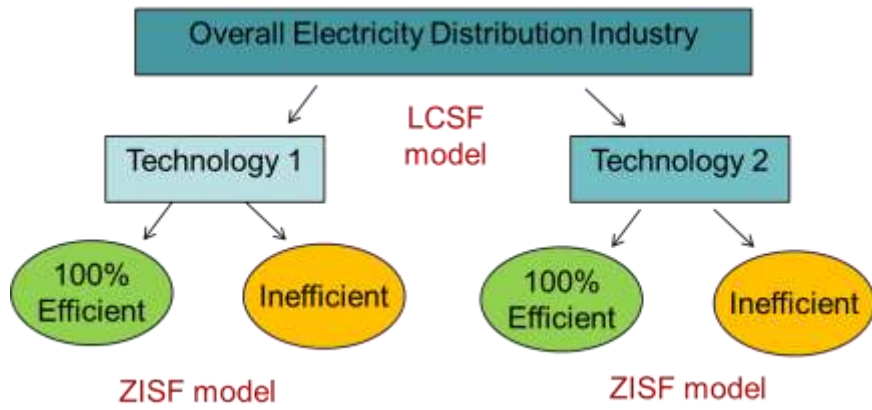 Overall Electricity Distribution Industry
LCSF
model
Technology 1
Technology 2
100%
Efficient
Inefficient
100%
Efficient
Inefficient
ZISF model
ZISF model